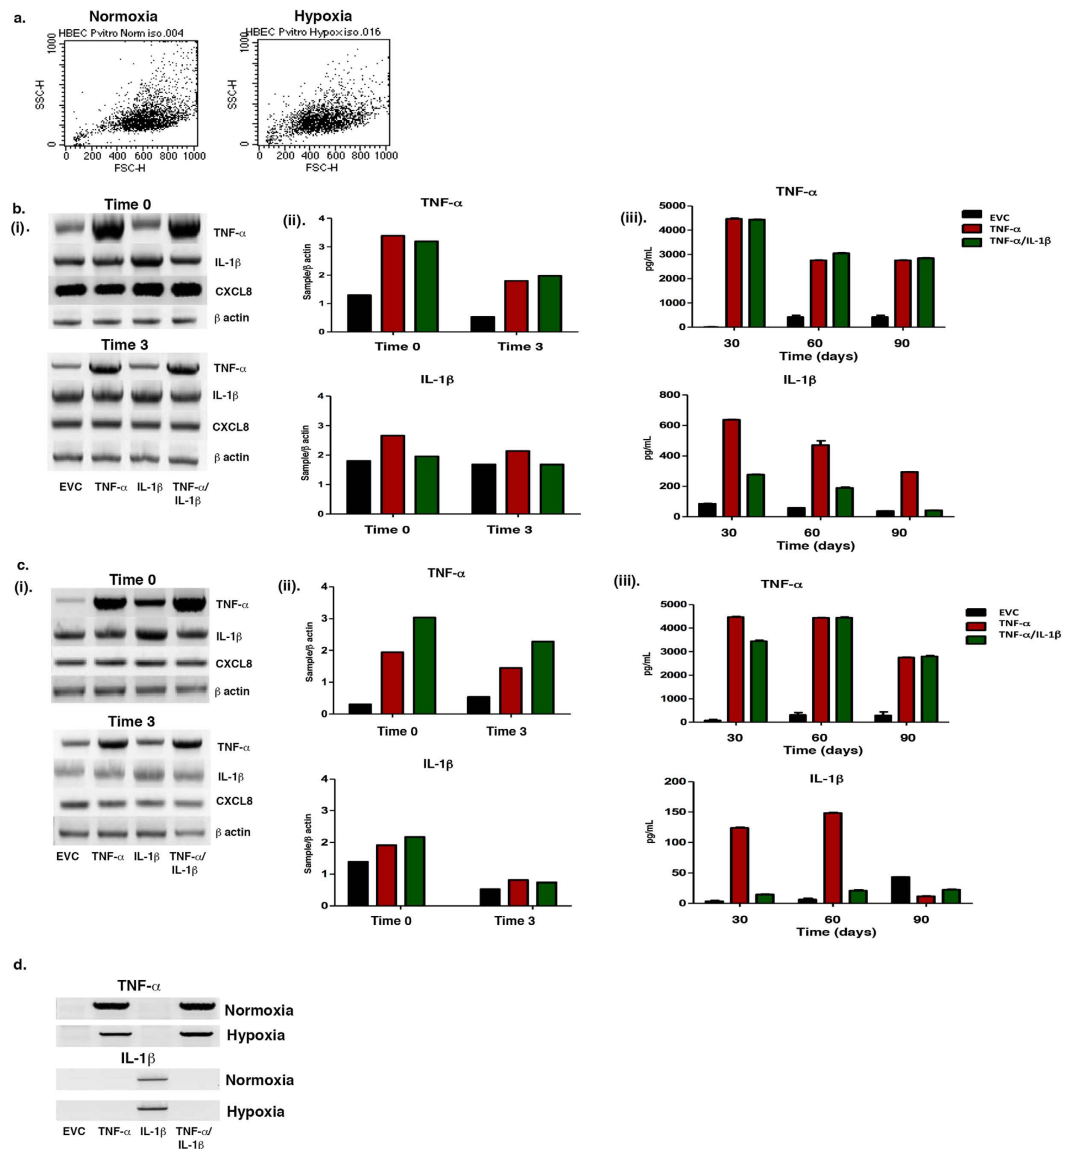 a.
Normoxia
Hypoxia
HBEC Pvitro Norm iso.004
HBEC Pvitro Hypox iso.016
SSC-H
1000
0
0 200 400 600 800 1000
FSC-H
SSC-H
1000
0
0 200 400 600 800 1000
FSC-H
b.
(i).
Time 0
TNF-α
IL-1β
CXCL8
β actin
Time 3
TNF-α
IL-1β
CXCL8
β actin
EVC TNF-α IL-1β TNF-α/
IL-1β
(ii).
TNF-α
Sample/β actin
4
3
2
1
0
Time 0 Time 3
IL-1β
Sample/β actin
4
3
2
1
0
Time 0 Time 3
(iii).
TNF-α
pg/mL
5000
4000
3000
2000
1000
0
30 60 90
Time (days)
EVC
TNF-α
TNF-α/IL-1β
IL-1β
pg/mL
800
600
400
200
0
30 60 90
Time (days)
c.
(i).
Time 0
TNF-α
IL-1β
CXCL8
β actin
Time 3
TNF-α
IL-1β
CXCL8
β actin
EVC TNF-α IL-1β TNF-α/
IL-1β
(ii).
TNF-α
Sample/β actin
4
3
2
1
0
Time 0 Time 3
IL-1β
Sample/β actin
4
3
2
1
0
Time 0 Time 3
(iii).
TNF-α
pg/mL
5000
4000
3000
2000
1000
0
30 60 90
Time (days)
EVC
TNF-α
TNF-α/IL-1β
IL-1β
pg/mL
200
150
100
50
0
30 60 90
Time (days)
d.
TNF-α
Normoxia
Hypoxia
IL-1β
Normoxia
Hypoxia
EVC TNF-α IL-1β TNF-α/
IL-1β